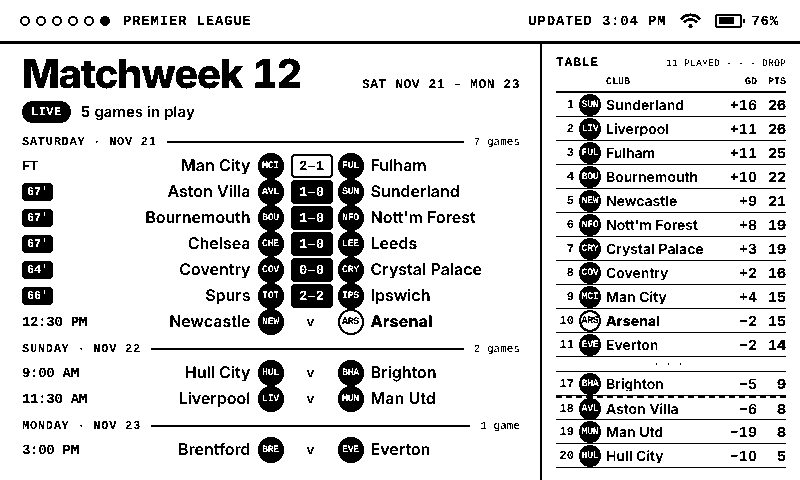 PREMIER LEAGUE UPDATED 3:04 PM 76%
Matchweek 12 SAT NOV 21 – MON 23
LIVE 5 games in play
SATURDAY · NOV 21 7 games
FT Man City MCI 2–1 FUL Fulham
67' Aston Villa AVL 1–0 SUN Sunderland
67' Bournemouth BOU 1–0 NFO Nott'm Forest
67' Chelsea CHE 1–0 LEE Leeds
64' Coventry COV 0–0 CRY Crystal Palace
66' Spurs TOT 2–2 IPS Ipswich
12:30 PM Newcastle NEW v ARS Arsenal
SUNDAY · NOV 22 2 games
9:00 AM Hull City HUL v BHA Brighton
11:30 AM Liverpool LIV v MUN Man Utd
MONDAY · NOV 23 1 game
3:00 PM Brentford BRE v EVE Everton
TABLE 11 PLAYED - - - DROP
CLUB GD PTS
1 SUN Sunderland +16 26
2 LIV Liverpool +11 26
3 FUL Fulham +11 25
4 BOU Bournemouth +10 22
5 NEW Newcastle +9 21
6 NFO Nott'm Forest +8 19
7 CRY Crystal Palace +3 19
8 COV Coventry +2 16
9 MCI Man City +4 15
10 ARS Arsenal −2 15
11 EVE Everton −2 14
· · ·
17 BHA Brighton −5 9
18 AVL Aston Villa −6 8
19 MUN Man Utd −19 8
20 HUL Hull City −10 5